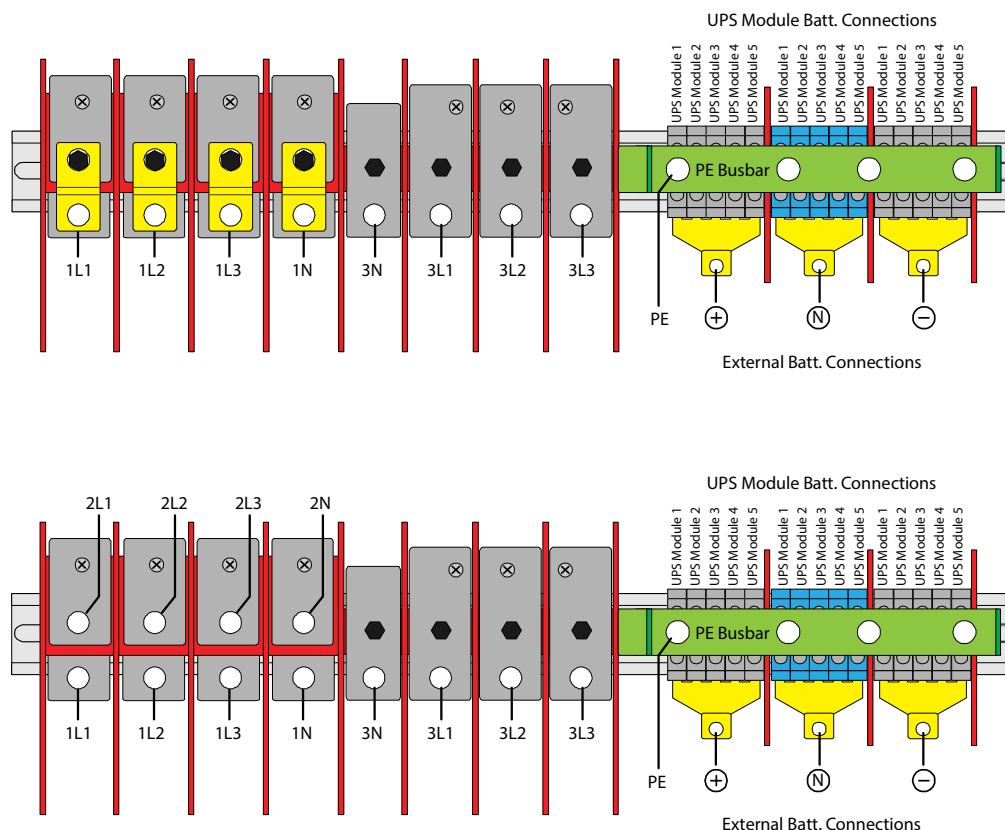 UPS Module Batt. Connections
UPS Module 1
UPS Module 2
UPS Module 3
UPS Module 4
UPS Module 5
UPS Module 1
UPS Module 2
UPS Module 3
UPS Module 4
UPS Module 5
UPS Module 1
UPS Module 2
UPS Module 3
UPS Module 4
UPS Module 5
PE Busbar
1L1 1L2 1L3 1N 3N 3L1 3L2 3L3
PE + N −
External Batt. Connections
UPS Module Batt. Connections
2L1 2L2 2L3 2N
UPS Module 1
UPS Module 2
UPS Module 3
UPS Module 4
UPS Module 5
UPS Module 1
UPS Module 2
UPS Module 3
UPS Module 4
UPS Module 5
UPS Module 1
UPS Module 2
UPS Module 3
UPS Module 4
UPS Module 5
PE Busbar
1L1 1L2 1L3 1N 3N 3L1 3L2 3L3
PE + N −
External Batt. Connections